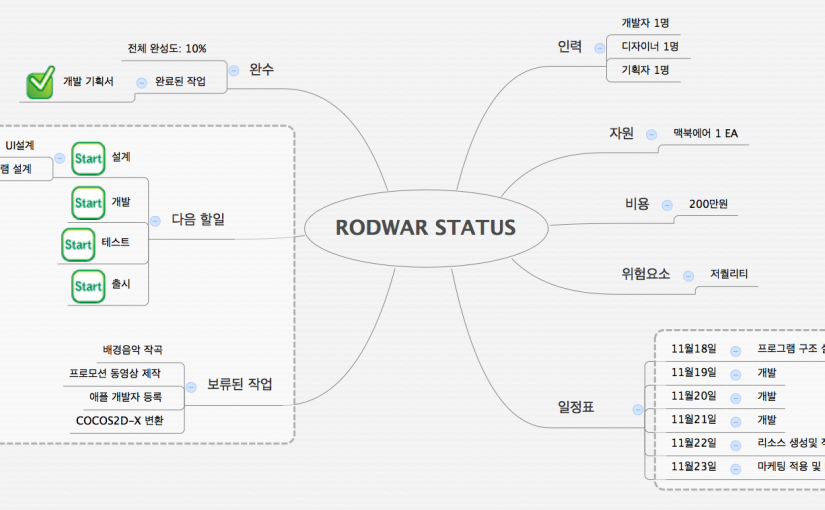 RODWAR STATUS
완수
전체 완성도: 10%
완료된 작업
개발 기획서
다음 할일
Start 설계
UI설계
설계
Start 개발
Start 테스트
Start 출시
보류된 작업
배경음악 작곡
프로모션 동영상 제작
애플 개발자 등록
COCOS2D-X 변환
인력
개발자 1명
디자이너 1명
기획자 1명
자원
맥북에어 1 EA
비용
200만원
위험요소
저퀄리티
일정표
11월18일 프로그램 구조
11월19일 개발
11월20일 개발
11월21일 개발
11월22일 리소스 생성및
11월23일 마케팅 적용 및